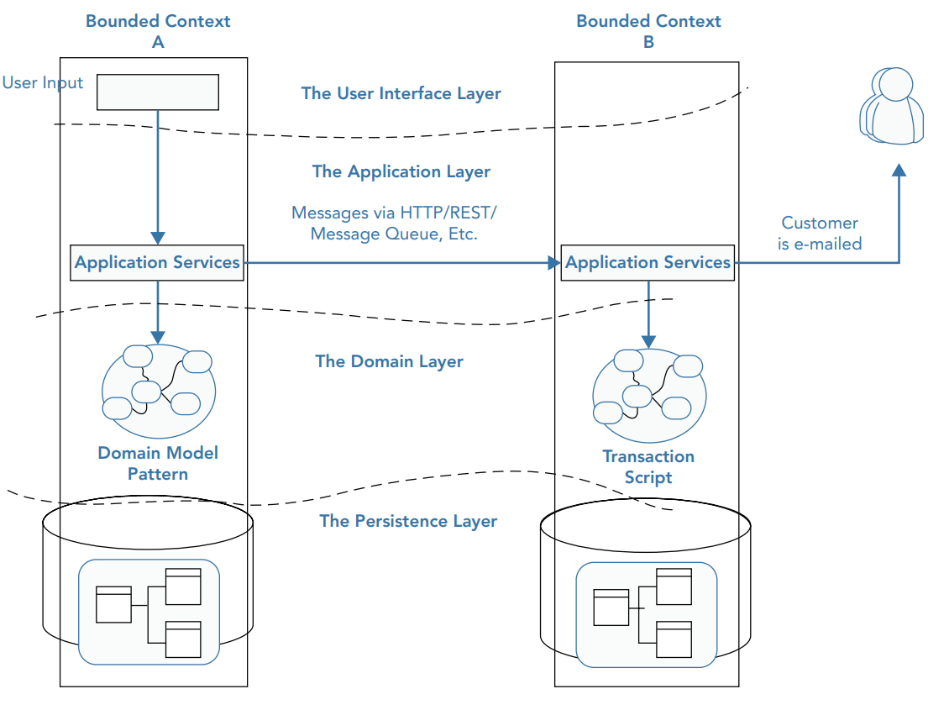 Bounded Context
A
Bounded Context
B
User Input
The User Interface Layer
The Application Layer
Messages via HTTP/REST/
Message Queue, Etc.
Customer
is e-mailed
Application Services
Application Services
The Domain Layer
Domain Model
Pattern
Transaction
Script
The Persistence Layer